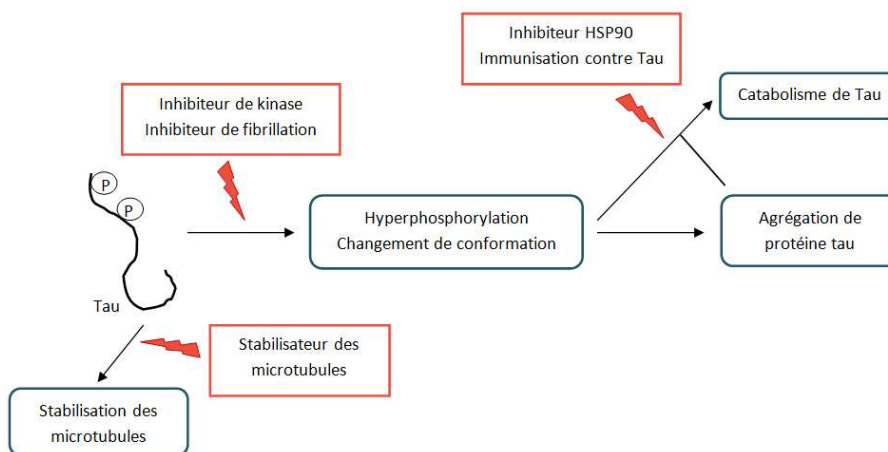 Inhibiteur HSP90
Immunisation contre Tau
Inhibiteur de kinase
Inhibiteur de fibrillation
Catabolisme de Tau
P
P
Hyperphosphorylation
Changement de conformation
Agrégation de
protéine tau
Tau
Stabilisateur des
microtubules
Stabilisation des
microtubules